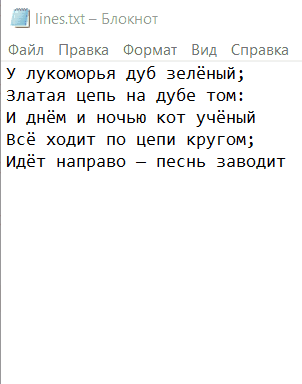 lines.txt – Блокнот
Файл Правка Формат Вид Справка
У лукоморья дуб зелёный;
Златая цепь на дубе том:
И днём и ночью кот учёный
Всё ходит по цепи кругом;
Идёт направо — песнь заводит